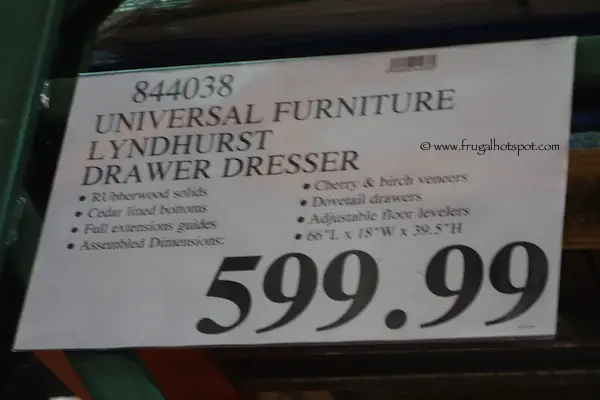 844038
UNIVERSAL FURNITURE
LYNDHURST
DRAWER DRESSER
© www.frugalhotspot.com
• RUbberwood solids
• Cedar lined bottoms
• Full extensions guides
• Assembled Dimensions:
• Cherry & birch veneers
• Dovetail drawers
• Adjustable floor levelers
• 66"L x 18"W x 39.5"H
599.99